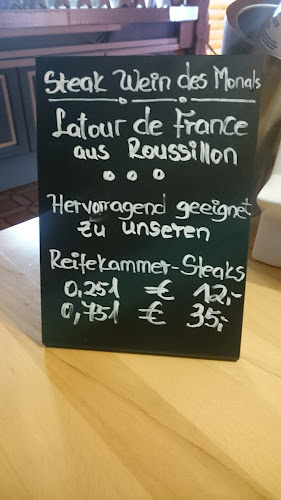 Steak Wein des Monats
Latour de France
aus Roussillon
Hervorragend geeignet
zu unseren
Reifekammer-Steaks
0,25l € 12,-
0,75l € 35,-